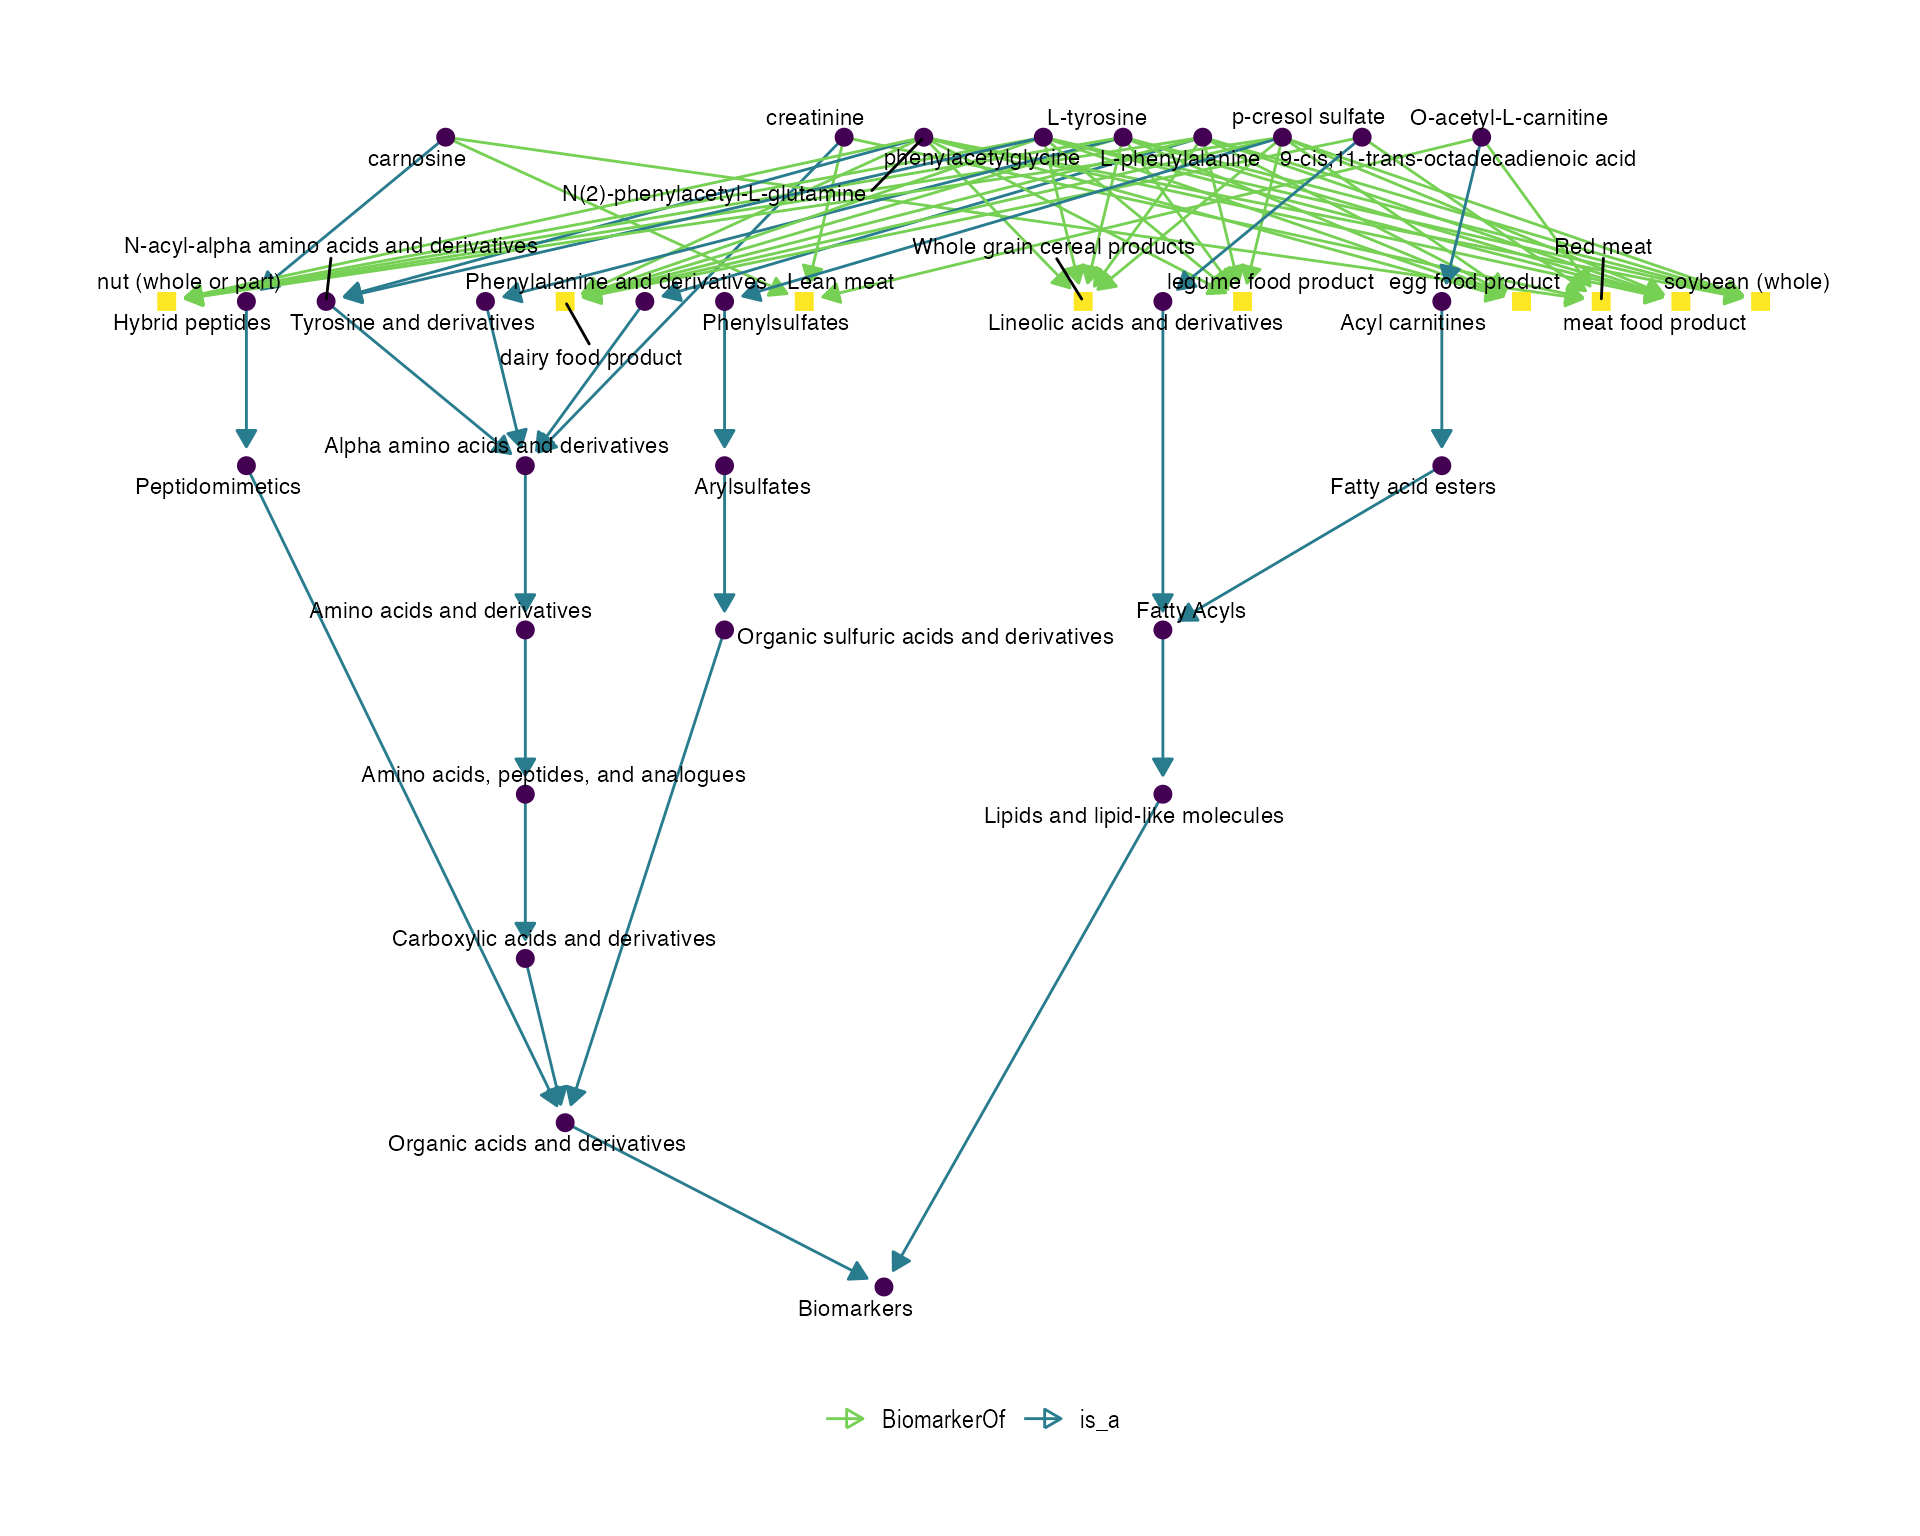 creatinine
L-tyrosine
p-cresol sulfate
O-acetyl-L-carnitine
carnosine
phenylacetylglycine
L-phenylalanine
9-cis,11-trans-octadecadienoic acid
N(2)-phenylacetyl-L-glutamine
N-acyl-alpha amino acids and derivatives
Whole grain cereal products
Red meat
nut (whole or part)
Phenylalanine and derivatives
Lean meat
legume food product
egg food product
soybean (whole)
Hybrid peptides
Tyrosine and derivatives
Phenylsulfates
Lineolic acids and derivatives
Acyl carnitines
meat food product
dairy food product
Alpha amino acids and derivatives
Peptidomimetics
Arylsulfates
Fatty acid esters
Amino acids and derivatives
Fatty Acyls
Organic sulfuric acids and derivatives
Amino acids, peptides, and analogues
Lipids and lipid-like molecules
Carboxylic acids and derivatives
Organic acids and derivatives
Biomarkers
BiomarkerOf
is_a